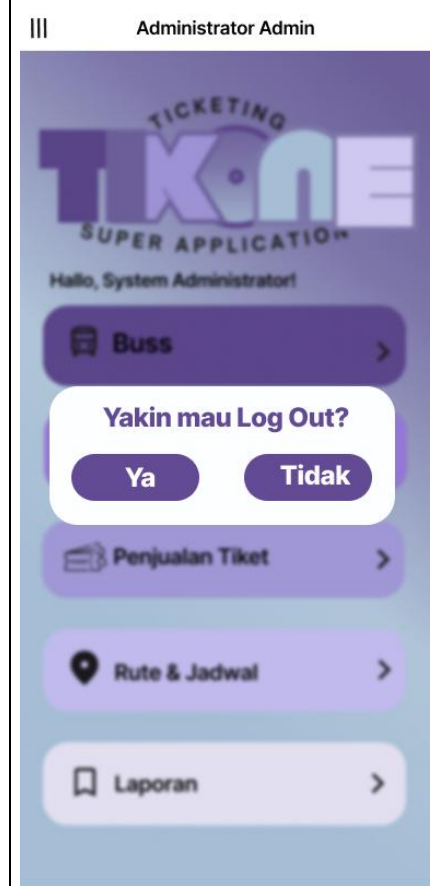 Administrator Admin
TICKETING
TIKONE
SUPER APPLICATION
Hallo, System Administrator!
Buss
Yakin mau Log Out?
Ya Tidak
Penjualan Tiket
Rute & Jadwal
Laporan